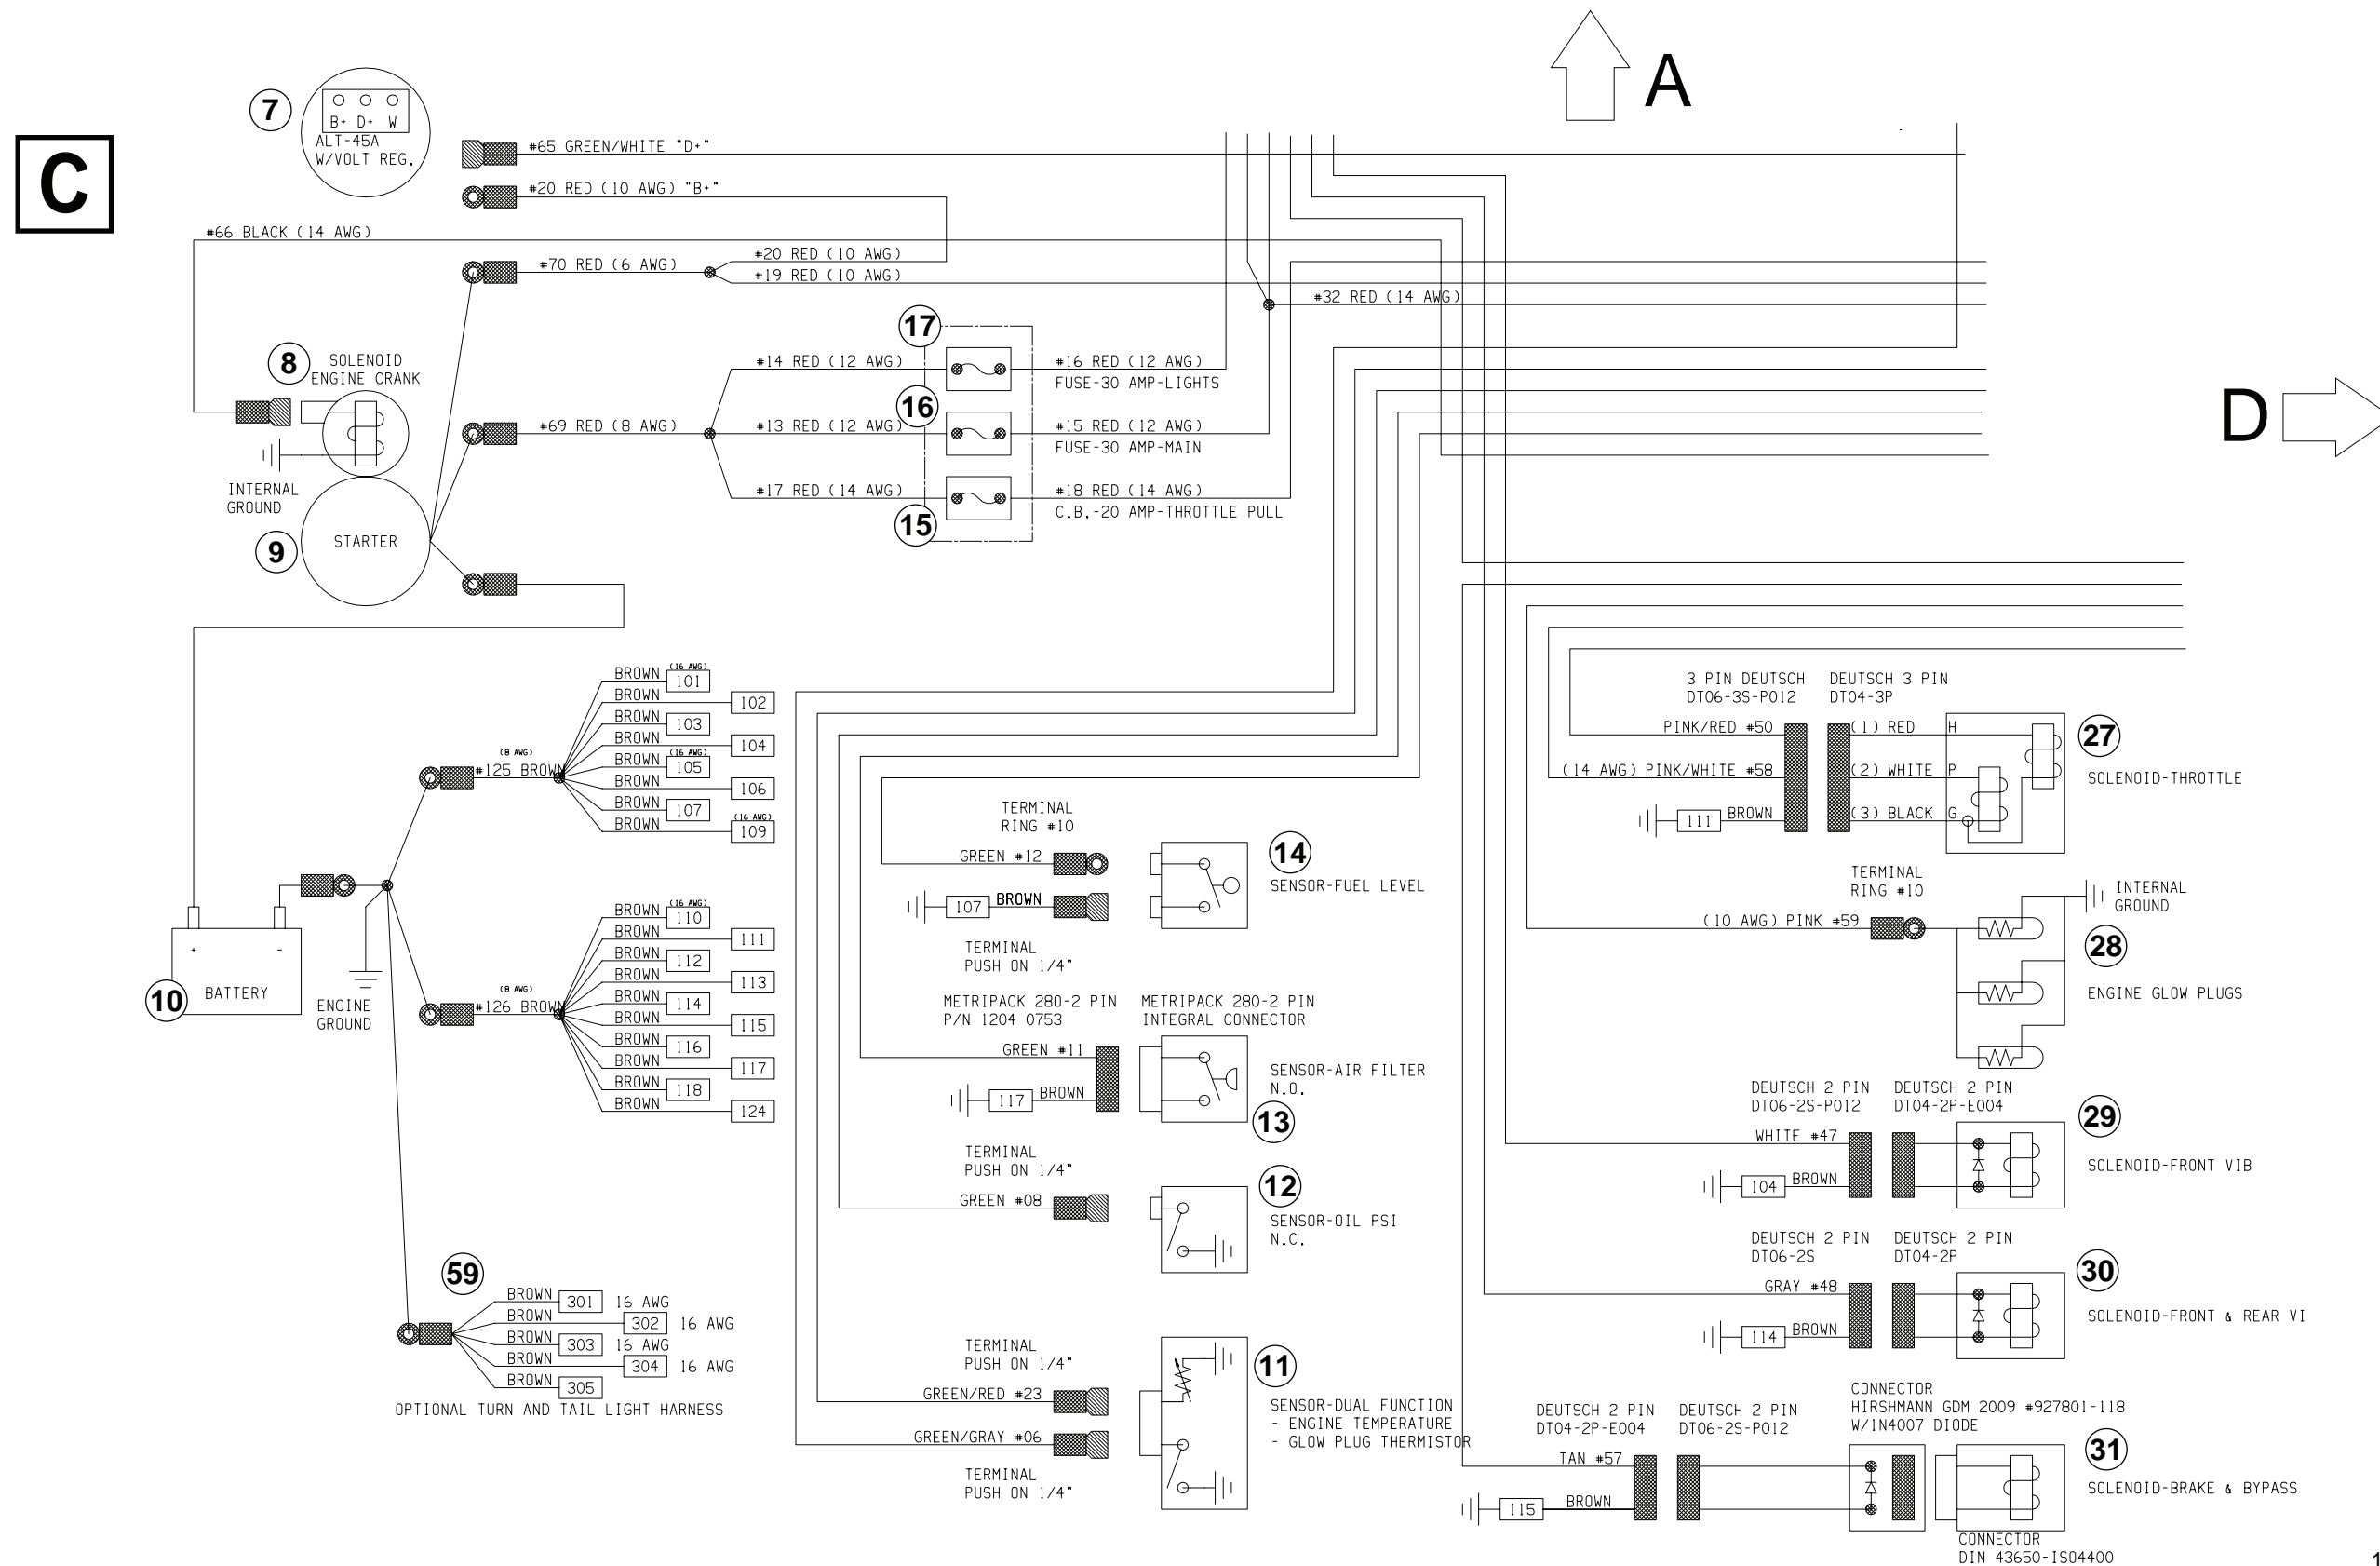 A
C
7
B+ D+ W
ALT-45A
W/VOLT REG.
#65 GREEN/WHITE "D+"
#20 RED (10 AWG) "B+"
#66 BLACK (14 AWG)
#70 RED (6 AWG)
#20 RED (10 AWG)
#19 RED (10 AWG)
#32 RED (14 AWG)
17
8
SOLENOID
ENGINE CRANK
#14 RED (12 AWG)
#16 RED (12 AWG)
FUSE-30 AMP-LIGHTS
16
#69 RED (8 AWG)
#13 RED (12 AWG)
#15 RED (12 AWG)
FUSE-30 AMP-MAIN
D
INTERNAL
GROUND
#17 RED (14 AWG)
#18 RED (14 AWG)
C.B.-20 AMP-THROTTLE PULL
15
9
STARTER
BROWN (16 AWG) 101
BROWN 102
BROWN 103
BROWN 104
BROWN (16 AWG) 105
BROWN 106
BROWN 107
BROWN (16 AWG) 109
(8 AWG)
#125 BROWN
BROWN (16 AWG) 110
BROWN 111
BROWN 112
BROWN 113
BROWN 114
BROWN 115
BROWN 116
BROWN 117
BROWN 118
BROWN 124
(8 AWG)
#126 BROWN
+ -
10
BATTERY
ENGINE
GROUND
59
BROWN 301 16 AWG
BROWN 302 16 AWG
BROWN 303 16 AWG
BROWN 304 16 AWG
BROWN 305
OPTIONAL TURN AND TAIL LIGHT HARNESS
TERMINAL
RING #10
GREEN #12
14
SENSOR-FUEL LEVEL
107 BROWN
TERMINAL
PUSH ON 1/4"
METRIPACK 280-2 PIN
P/N 1204 0753
METRIPACK 280-2 PIN
INTEGRAL CONNECTOR
GREEN #11
SENSOR-AIR FILTER
N.O.
117 BROWN
13
TERMINAL
PUSH ON 1/4"
12
GREEN #08
SENSOR-OIL PSI
N.C.
TERMINAL
PUSH ON 1/4"
11
GREEN/RED #23
SENSOR-DUAL FUNCTION
- ENGINE TEMPERATURE
- GLOW PLUG THERMISTOR
GREEN/GRAY #06
TERMINAL
PUSH ON 1/4"
3 PIN DEUTSCH
DT06-3S-P012
DEUTSCH 3 PIN
DT04-3P
PINK/RED #50
(1) RED H
27
(14 AWG) PINK/WHITE #58
(2) WHITE P
SOLENOID-THROTTLE
111 BROWN
(3) BLACK G
TERMINAL
RING #10
INTERNAL
GROUND
(10 AWG) PINK #59
28
ENGINE GLOW PLUGS
DEUTSCH 2 PIN
DT06-2S-P012
DEUTSCH 2 PIN
DT04-2P-E004
29
WHITE #47
SOLENOID-FRONT VIB
104 BROWN
DEUTSCH 2 PIN
DT06-2S
DEUTSCH 2 PIN
DT04-2P
30
GRAY #48
SOLENOID-FRONT & REAR VI
114 BROWN
DEUTSCH 2 PIN
DT04-2P-E004
DEUTSCH 2 PIN
DT06-2S-P012
CONNECTOR
HIRSHMANN GDM 2009 #927801-118
W/1N4007 DIODE
31
TAN #57
SOLENOID-BRAKE & BYPASS
115 BROWN
CONNECTOR
DIN 43650-ISO4400
1